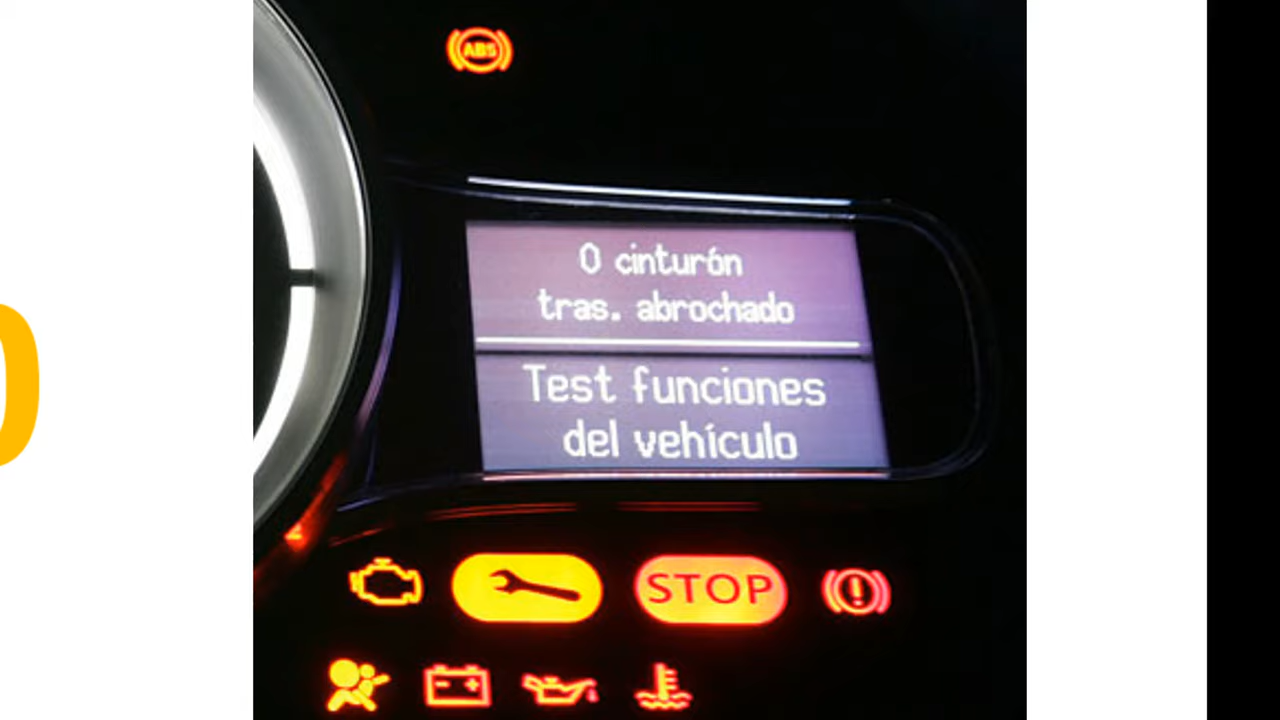 ABS
0 cinturón
tras. abrochado
Test funciones
del vehículo
STOP